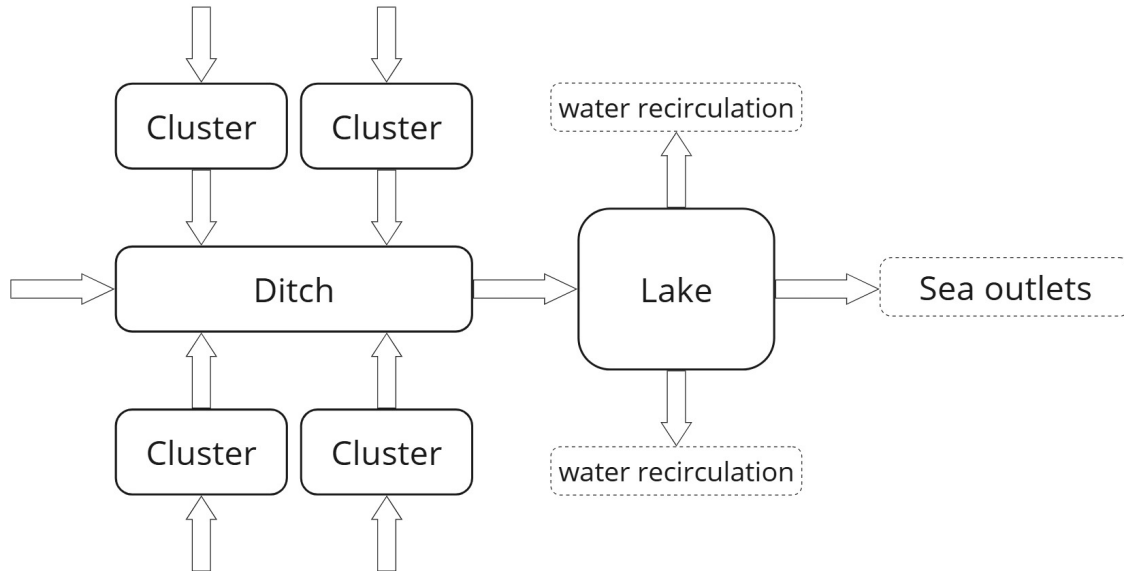 Cluster
Cluster
water recirculation
Ditch
Lake
Sea outlets
Cluster
Cluster
water recirculation